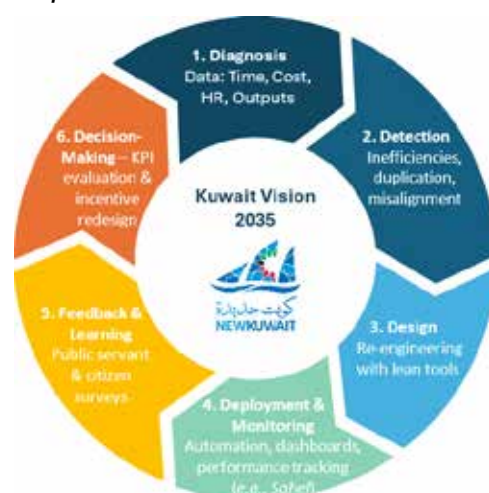 1. Diagnosis
Data: Time, Cost,
HR, Outputs
2. Detection
Inefficiencies,
duplication,
misalignment
3. Design
Re-engineering
with lean tools
4. Deployment &
Monitoring
Automation, dashboards,
performance tracking
(e.g., Sahel)
5. Feedback &
Learning
Public servant
& citizen
surveys
6. Decision-
Making – KPI
evaluation &
incentive
redesign
Kuwait Vision
2035
كويت جديدة
NEWKUWAIT